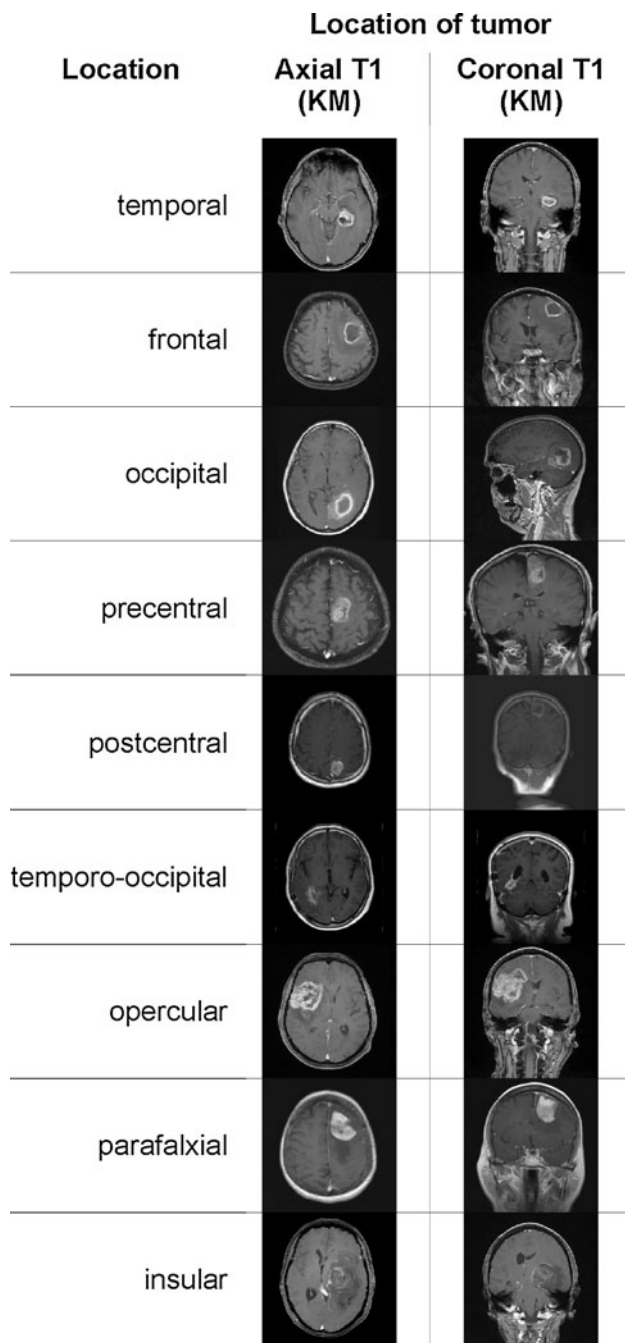 Location of tumor
Location Axial T1 Coronal T1
(KM) (KM)
temporal
frontal
occipital
precentral
postcentral
temporo-occipital
opercular
parafalxial
insular